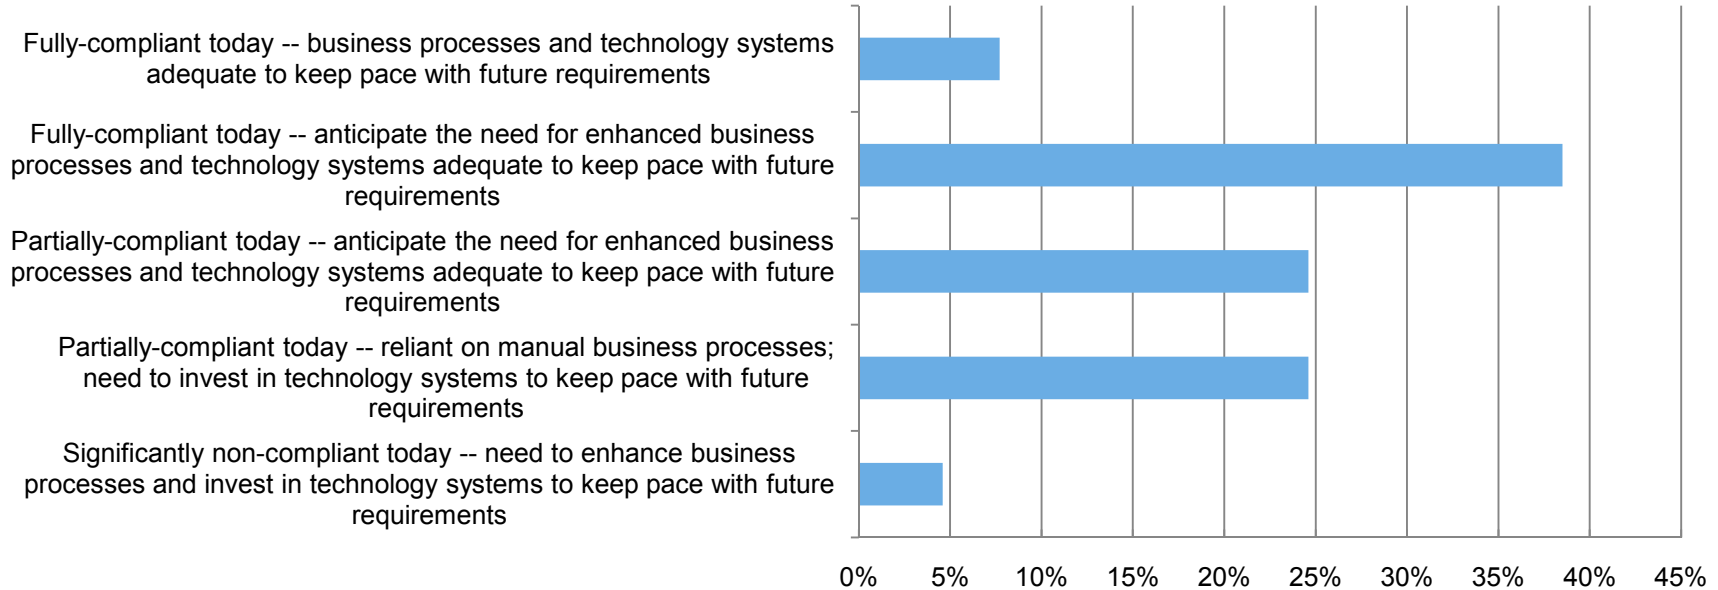 Fully-compliant today -- business processes and technology systems
adequate to keep pace with future requirements
Fully-compliant today -- anticipate the need for enhanced business
processes and technology systems adequate to keep pace with future
requirements
Partially-compliant today -- anticipate the need for enhanced business
processes and technology systems adequate to keep pace with future
requirements
Partially-compliant today -- reliant on manual business processes;
need to invest in technology systems to keep pace with future
requirements
Significantly non-compliant today -- need to enhance business
processes and invest in technology systems to keep pace with future
requirements
0% 5% 10% 15% 20% 25% 30% 35% 40% 45%